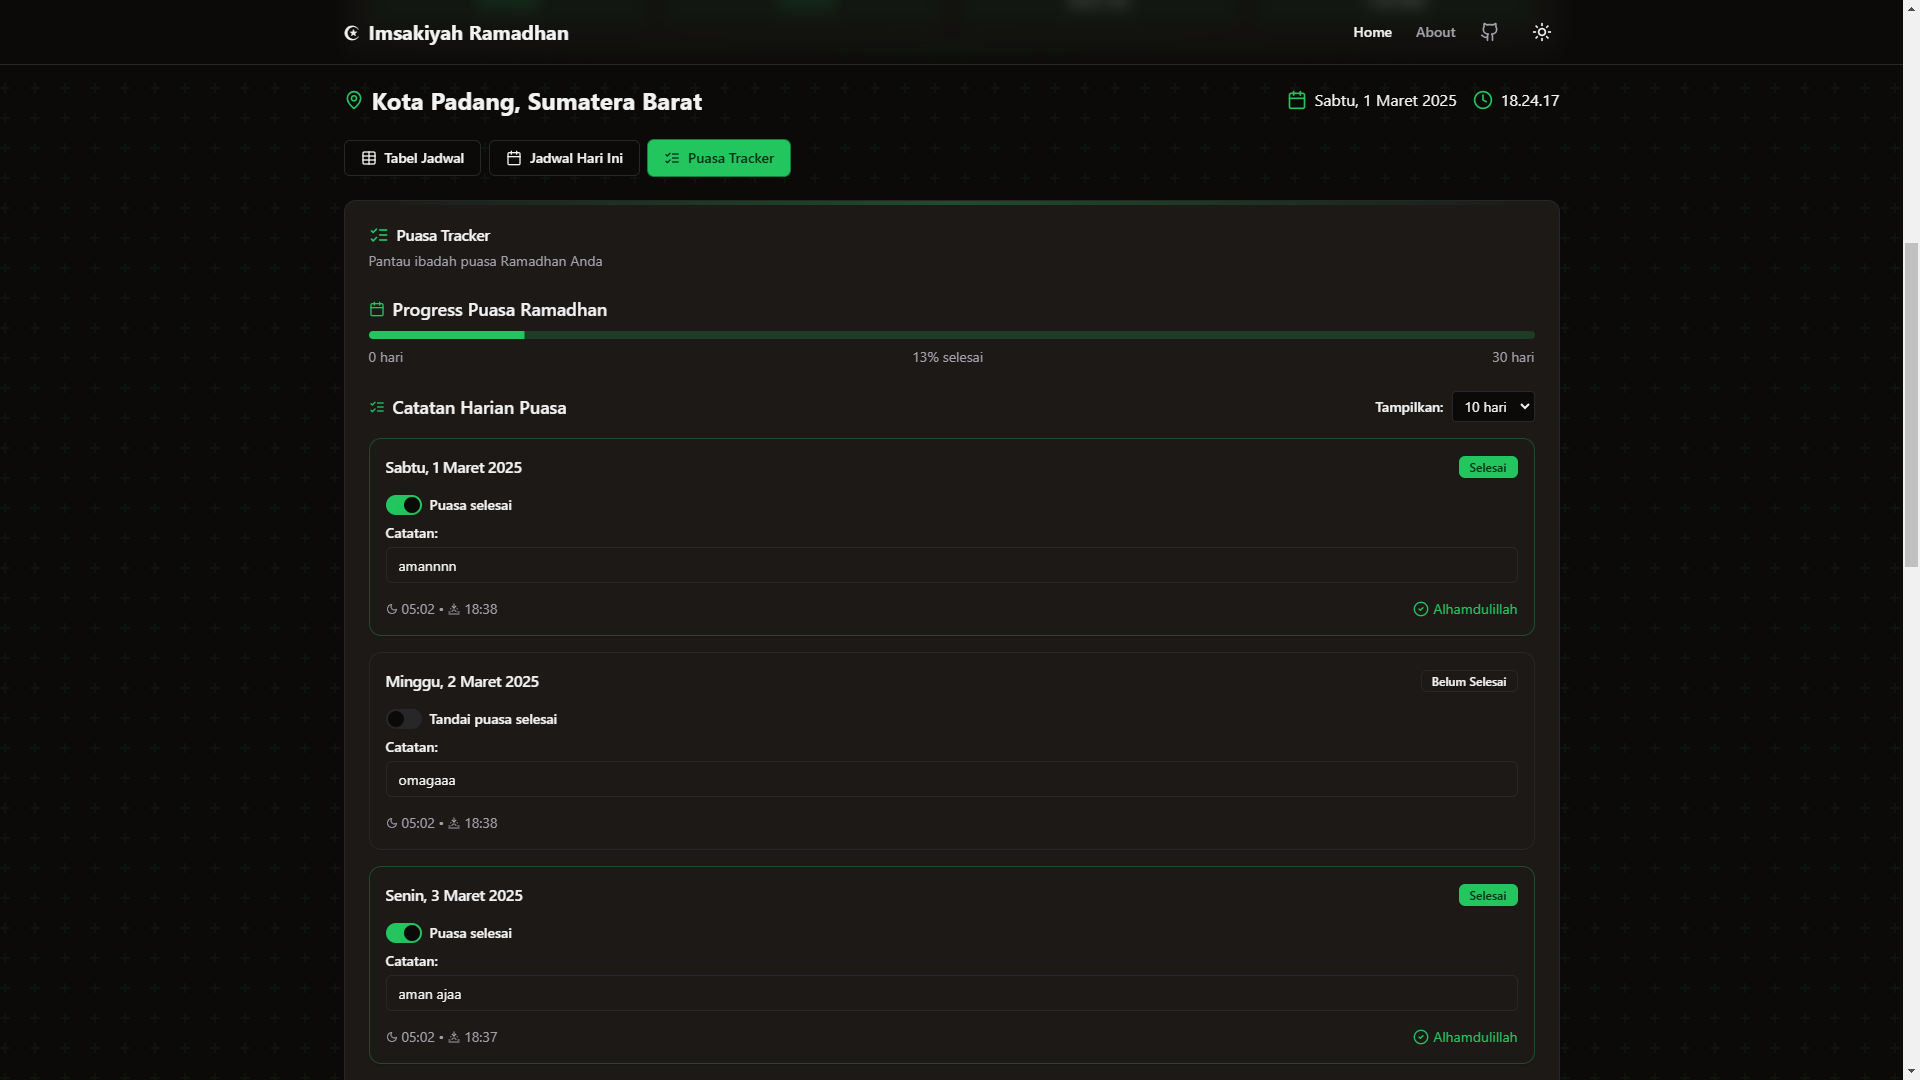 Imsakiyah Ramadhan
Home
About
Kota Padang, Sumatera Barat
Sabtu, 1 Maret 2025
18.24.17
Tabel Jadwal
Jadwal Hari Ini
Puasa Tracker
Puasa Tracker
Pantau ibadah puasa Ramadhan Anda
Progress Puasa Ramadhan
0 hari
13% selesai
30 hari
Catatan Harian Puasa
Tampilkan:
10 hari
Sabtu, 1 Maret 2025
Selesai
Puasa selesai
Catatan:
amannnn
05:02 • 18:38
Alhamdulillah
Minggu, 2 Maret 2025
Belum Selesai
Tandai puasa selesai
Catatan:
omagaaa
05:02 • 18:38
Senin, 3 Maret 2025
Selesai
Puasa selesai
Catatan:
aman ajaa
05:02 • 18:37
Alhamdulillah